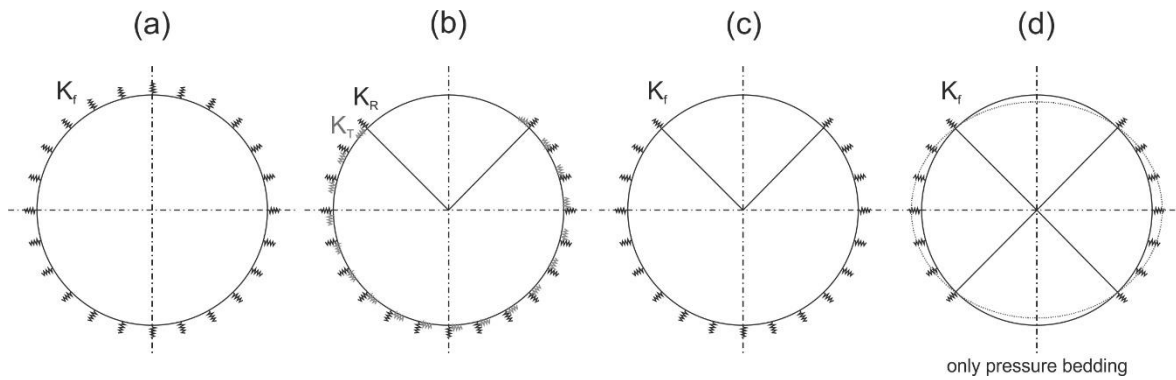 (a) (b) (c) (d)
K_f K_R K_f K_f
K_T
only pressure bedding